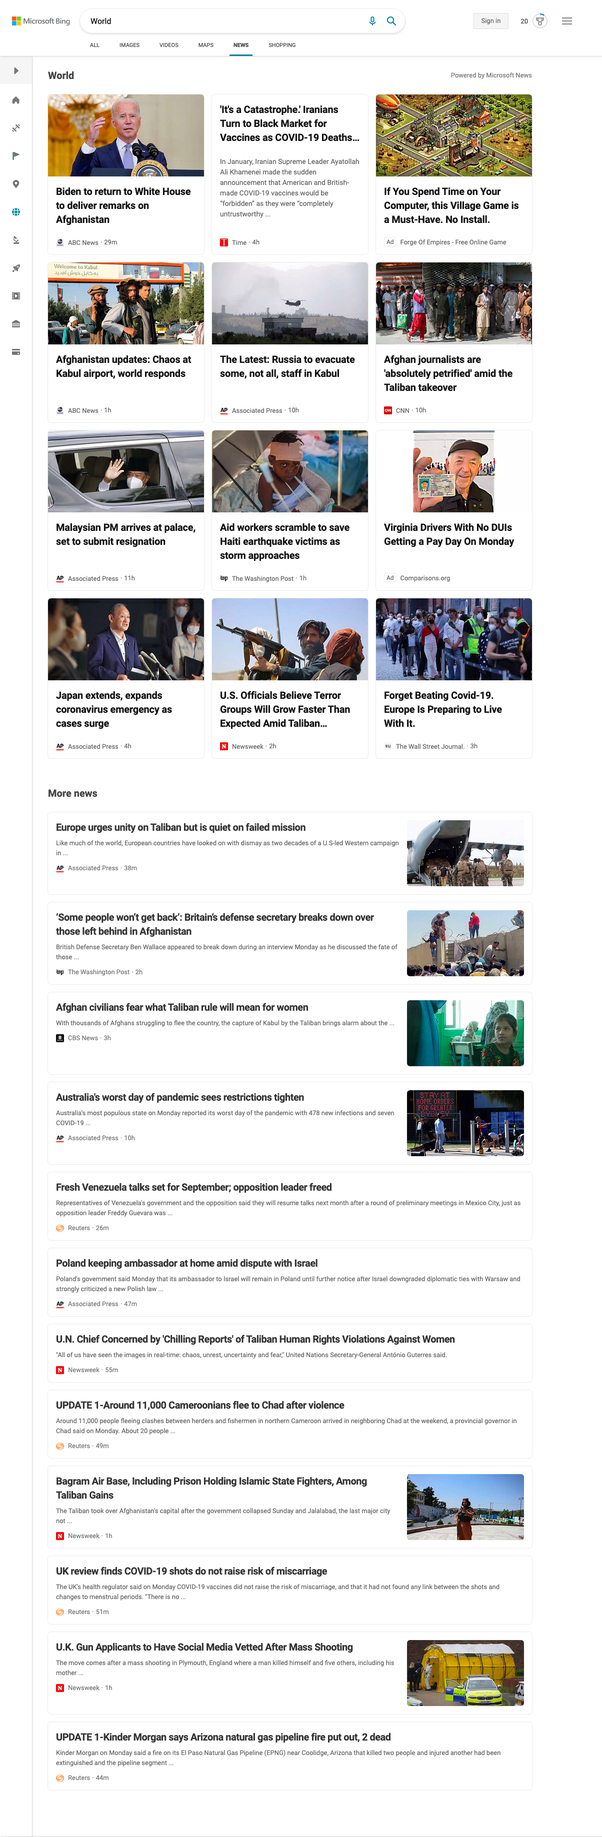 Microsoft Bing
World
Sign in
20
ALL
IMAGES
VIDEOS
MAPS
NEWS
SHOPPING
World
Powered by Microsoft News
Biden to return to White House
to deliver remarks on
Afghanistan
ABC News · 29m
'It's a Catastrophe.' Iranians
Turn to Black Market for
Vaccines as COVID-19 Deaths...
In January, Iranian Supreme Leader Ayatollah
Ali Khamenei made the sudden
announcement that American and British-
made COVID-19 vaccines would be
"forbidden" as they were "completely
untrustworthy ...
Time · 4h
If You Spend Time on Your
Computer, this Village Game is
a Must-Have. No Install.
Ad Forge Of Empires - Free Online Game
Welcome to Kabul
Afghanistan updates: Chaos at
Kabul airport, world responds
ABC News · 1h
The Latest: Russia to evacuate
some, not all, staff in Kabul
AP Associated Press · 10h
Afghan journalists are
'absolutely petrified' amid the
Taliban takeover
CNN · 10h
Malaysian PM arrives at palace,
set to submit resignation
AP Associated Press · 11h
Aid workers scramble to save
Haiti earthquake victims as
storm approaches
wp The Washington Post · 1h
Virginia Drivers With No DUIs
Getting a Pay Day On Monday
Ad Comparisons.org
Japan extends, expands
coronavirus emergency as
cases surge
AP Associated Press · 4h
U.S. Officials Believe Terror
Groups Will Grow Faster Than
Expected Amid Taliban...
N Newsweek · 2h
Forget Beating Covid-19.
Europe Is Preparing to Live
With It.
WSJ The Wall Street Journal. · 3h
More news
Europe urges unity on Taliban but is quiet on failed mission
Like much of the world, European countries have looked on with dismay as two decades of a U.S-led Western campaign
in ...
AP Associated Press · 38m
'Some people won't get back': Britain's defense secretary breaks down over
those left behind in Afghanistan
British Defense Secretary Ben Wallace appeared to break down during an interview Monday as he discussed the fate of
those ...
wp The Washington Post · 2h
Afghan civilians fear what Taliban rule will mean for women
With thousands of Afghans struggling to flee the country, the capture of Kabul by the Taliban brings alarm about the ...
CBS News · 3h
Australia's worst day of pandemic sees restrictions tighten
Australia's most populous state on Monday reported its worst day of the pandemic with 478 new infections and seven
COVID-19 ...
AP Associated Press · 10h
STAY AT
HOME ORDERS
FOR GREATER
Fresh Venezuela talks set for September; opposition leader freed
Representatives of Venezuela's government and the opposition said they will resume talks next month after a round of preliminary meetings in Mexico City, just as
opposition leader Freddy Guevara was ...
Reuters · 26m
Poland keeping ambassador at home amid dispute with Israel
Poland's government said Monday that its ambassador to Israel will remain in Poland until further notice after Israel downgraded diplomatic ties with Warsaw and
strongly criticized a new Polish law ...
AP Associated Press · 47m
U.N. Chief Concerned by 'Chilling Reports' of Taliban Human Rights Violations Against Women
"All of us have seen the images in real-time: chaos, unrest, uncertainty and fear," United Nations Secretary-General António Guterres said.
N Newsweek · 55m
UPDATE 1-Around 11,000 Cameroonians flee to Chad after violence
Around 11,000 people fleeing clashes between herders and fishermen in northern Cameroon arrived in neighboring Chad at the weekend, a provincial governor in
Chad said on Monday. About 20 people ...
Reuters · 49m
Bagram Air Base, Including Prison Holding Islamic State Fighters, Among
Taliban Gains
The Taliban took over Afghanistan's capital after the government collapsed Sunday and Jalalabad, the last major city
not ...
N Newsweek · 1h
UK review finds COVID-19 shots do not raise risk of miscarriage
The UK's health regulator said on Monday COVID-19 vaccines did not raise the risk of miscarriage, and that it had not found any link between the shots and
changes to menstrual periods. "There is no ...
Reuters · 51m
U.K. Gun Applicants to Have Social Media Vetted After Mass Shooting
The move comes after a mass shooting in Plymouth, England where a man killed himself and five others, including his
mother ...
N Newsweek · 1h
UPDATE 1-Kinder Morgan says Arizona natural gas pipeline fire put out, 2 dead
Kinder Morgan on Monday said a fire on its El Paso Natural Gas Pipeline (EPNG) near Coolidge, Arizona that killed two people and injured another had been
extinguished and the pipeline segment ...
Reuters · 44m